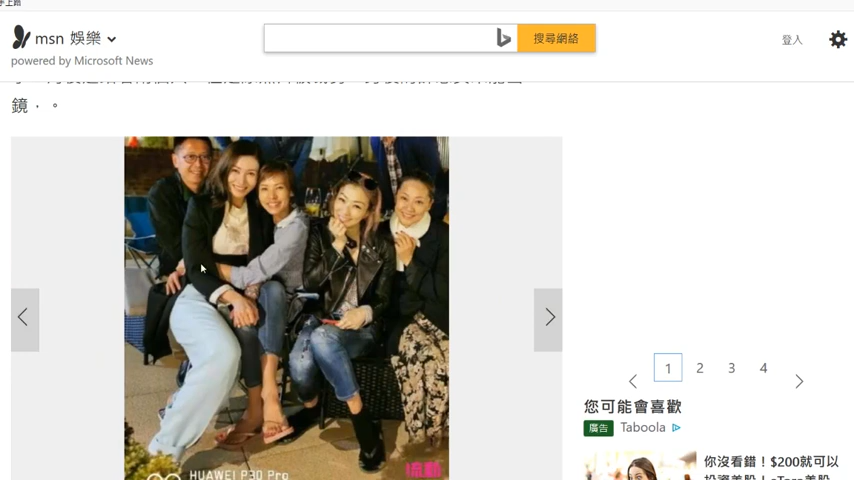 msn 娛樂
搜尋網絡
登入
powered by Microsoft News
鏡，。
1 2 3 4
您可能會喜歡
廣告 Taboola
你沒看錯！$200就可以
HUAWEI P30 Pro
流動